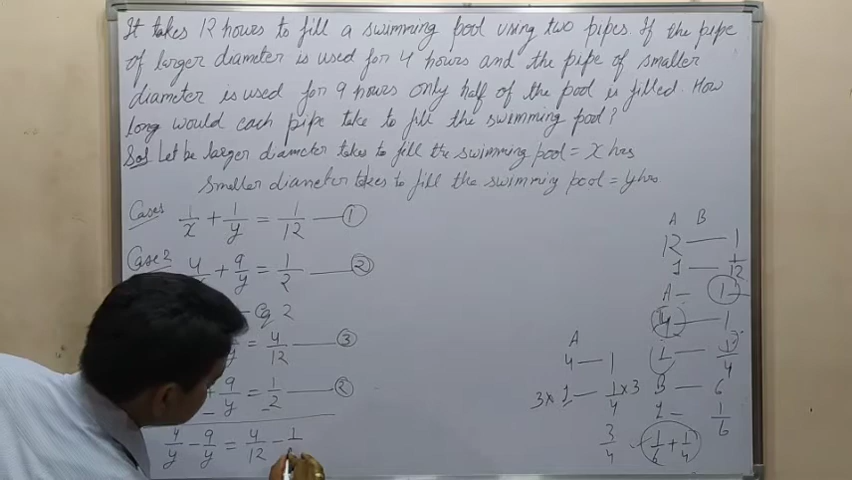 It takes 12 hours to fill a swimming pool using two pipes If the pipe
of larger diameter is used for 4 hours and the pipe of smaller
diameter is used for 9 hours only half of the pool is filled. How
long would each pipe take to fill the swimming pool?
Sol Let be larger diameter takes to fill the swimming pool = x hrs
Smaller diameter takes to fill the swimming pool = y hrs
Case1 1/x + 1/y = 1/12 — ①
Case2 4/x + 9/y = 1/2 — ②
2
= 4/12 — ③
+ 9/y = 1/2 — ②
4/y - 9/y = 4/12 - 1
A B
12 — 1
1 — 1/12
A — 1
4 — 1
1 — 1/4
B — 6
1/6
A
4 — 1
3× 1 — 1/4 ×3
3/4
1/6 + 1/4